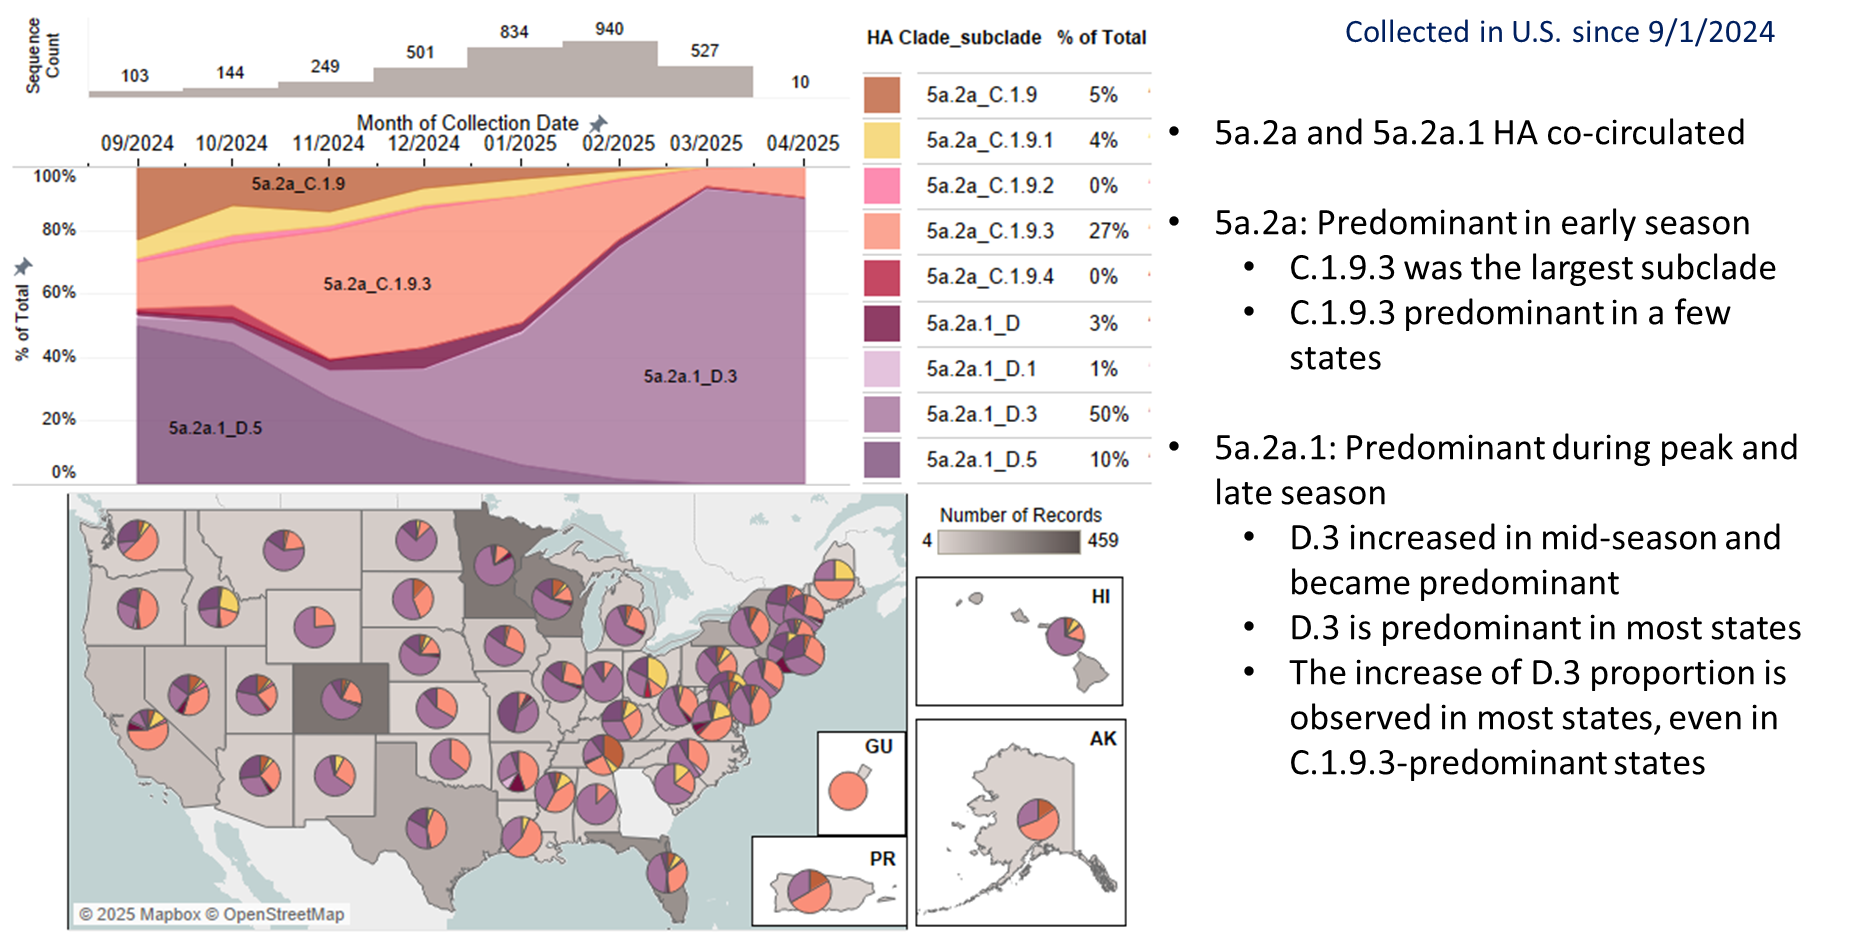 Sequence
Count
103
144
249
501
834
940
527
10
Month of Collection Date
09/2024
10/2024
11/2024
12/2024
01/2025
02/2025
03/2025
04/2025
% of Total
100%
80%
60%
40%
20%
0%
5a.2a_C.1.9
5a.2a_C.1.9.3
5a.2a.1_D.3
5a.2a.1_D.5
HA Clade_subclade % of Total
5a.2a_C.1.9 5%
5a.2a_C.1.9.1 4%
5a.2a_C.1.9.2 0%
5a.2a_C.1.9.3 27%
5a.2a_C.1.9.4 0%
5a.2a.1_D 3%
5a.2a.1_D.1 1%
5a.2a.1_D.3 50%
5a.2a.1_D.5 10%
Number of Records
4 459
HI
GU
AK
PR
© 2025 Mapbox © OpenStreetMap
Collected in U.S. since 9/1/2024
• 5a.2a and 5a.2a.1 HA co-circulated
• 5a.2a: Predominant in early season
• C.1.9.3 was the largest subclade
• C.1.9.3 predominant in a few
states
• 5a.2a.1: Predominant during peak and
late season
• D.3 increased in mid-season and
became predominant
• D.3 is predominant in most states
• The increase of D.3 proportion is
observed in most states, even in
C.1.9.3-predominant states